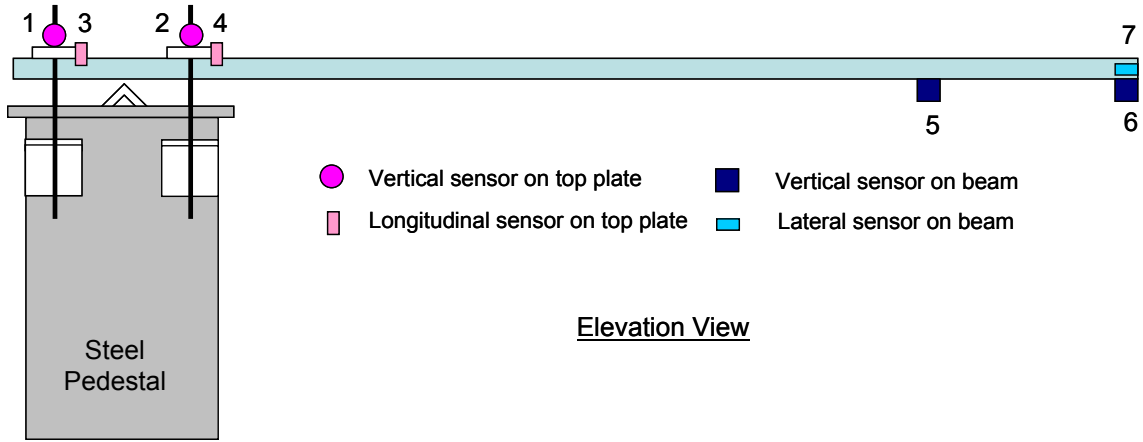 1 3 2 4 7
5 6
Vertical sensor on top plate Vertical sensor on beam
Longitudinal sensor on top plate Lateral sensor on beam
Elevation View
Steel
Pedestal